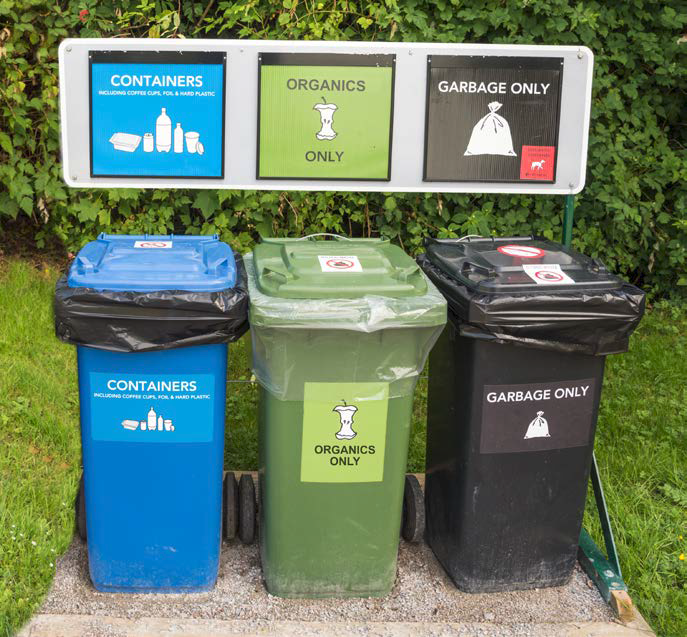 CONTAINERS
INCLUDING COFFEE CUPS, FOIL & HARD PLASTIC
ORGANICS
ONLY
GARBAGE ONLY
CONTAINERS
INCLUDING COFFEE CUPS, FOIL & HARD PLASTIC
ORGANICS
ONLY
GARBAGE ONLY